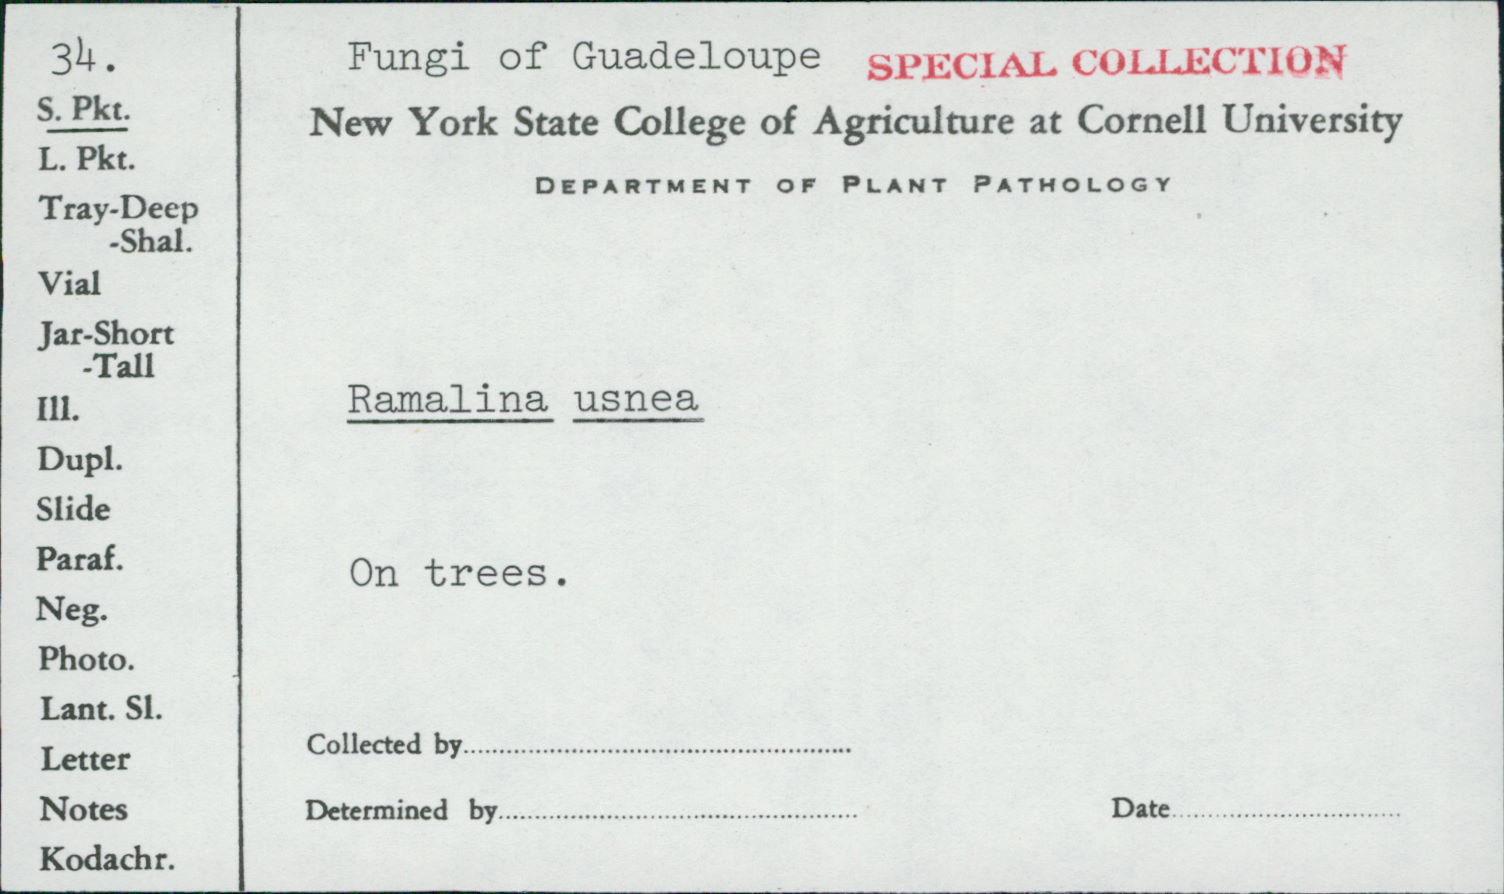 34.
S. Pkt.
L. Pkt.
Tray-Deep
-Shal.
Vial
Jar-Short
-Tall
Ill.
Dupl.
Slide
Paraf.
Neg.
Photo.
Lant. Sl.
Letter
Notes
Kodachr.
Fungi of Guadeloupe SPECIAL COLLECTION
New York State College of Agriculture at Cornell University
DEPARTMENT OF PLANT PATHOLOGY
Ramalina usnea
On trees.
Collected by
Determined by Date